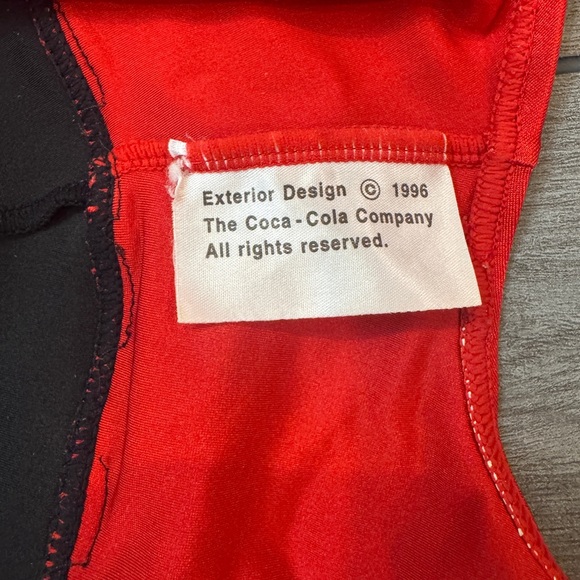 Exterior Design © 1996
The Coca-Cola Company
All rights reserved.